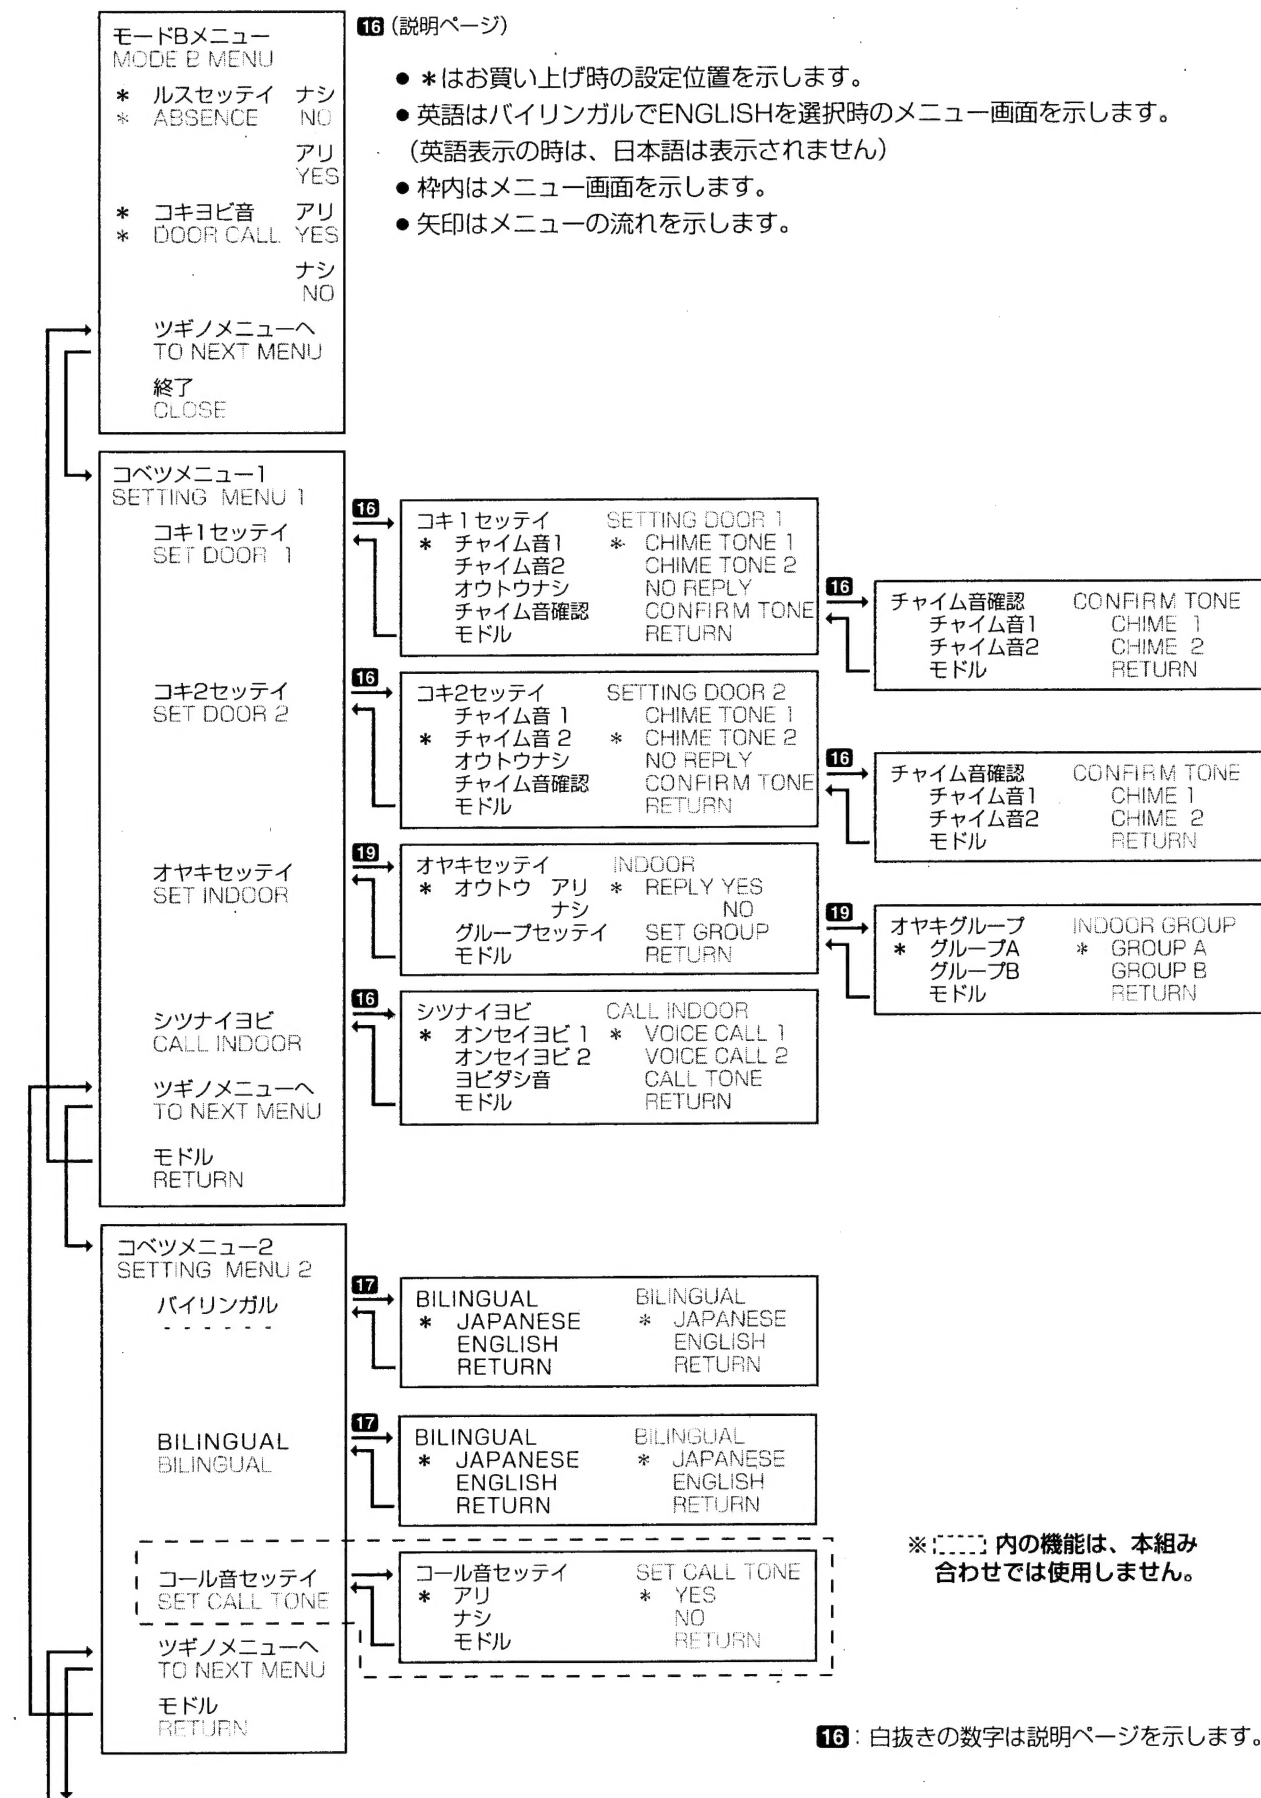 モードBメニュー
MODE B MENU
* ルスセッテイ ナシ
* ABSENCE NO
アリ
YES
* コキヨビ音 アリ
* DOOR CALL YES
ナシ
NO
ツギノメニューへ
TO NEXT MENU
終了
CLOSE
16 (説明ページ)
● *はお買い上げ時の設定位置を示します。
● 英語はバイリンガルでENGLISHを選択時のメニュー画面を示します。
(英語表示の時は、日本語は表示されません)
● 枠内はメニュー画面を示します。
● 矢印はメニューの流れを示します。
コベツメニュー1
SETTING MENU 1
コキ1セッテイ
SET DOOR 1
16
コキ1セッテイ SETTING DOOR 1
* チャイム音1 * CHIME TONE 1
チャイム音2 CHIME TONE 2
オウトウナシ NO REPLY
チャイム音確認 CONFIRM TONE
モドル RETURN
16
チャイム音確認 CONFIRM TONE
チャイム音1 CHIME 1
チャイム音2 CHIME 2
モドル RETURN
コキ2セッテイ
SET DOOR 2
16
コキ2セッテイ SETTING DOOR 2
チャイム音 1 CHIME TONE 1
* チャイム音 2 * CHIME TONE 2
オウトウナシ NO REPLY
チャイム音確認 CONFIRM TONE
モドル RETURN
16
チャイム音確認 CONFIRM TONE
チャイム音1 CHIME 1
チャイム音2 CHIME 2
モドル RETURN
オヤキセッテイ
SET INDOOR
19
オヤキセッテイ INDOOR
* オウトウ アリ * REPLY YES
ナシ NO
グループセッテイ SET GROUP
モドル RETURN
19
オヤキグループ INDOOR GROUP
* グループA * GROUP A
グループB GROUP B
モドル RETURN
シツナイヨビ
CALL INDOOR
16
シツナイヨビ CALL INDOOR
* オンセイヨビ 1 * VOICE CALL 1
オンセイヨビ 2 VOICE CALL 2
ヨビダシ音 CALL TONE
モドル RETURN
ツギノメニューへ
TO NEXT MENU
モドル
RETURN
コベツメニュー2
SETTING MENU 2
バイリンガル
- - - - - -
17
BILINGUAL BILINGUAL
* JAPANESE * JAPANESE
ENGLISH ENGLISH
RETURN RETURN
BILINGUAL
BILINGUAL
17
BILINGUAL BILINGUAL
* JAPANESE * JAPANESE
ENGLISH ENGLISH
RETURN RETURN
コール音セッテイ
SET CALL TONE
コール音セッテイ SET CALL TONE
* アリ * YES
ナシ NO
モドル RETURN
※ 内の機能は、本組み
合わせでは使用しません。
ツギノメニューへ
TO NEXT MENU
モドル
RETURN
16 : 白抜きの数字は説明ページを示します。